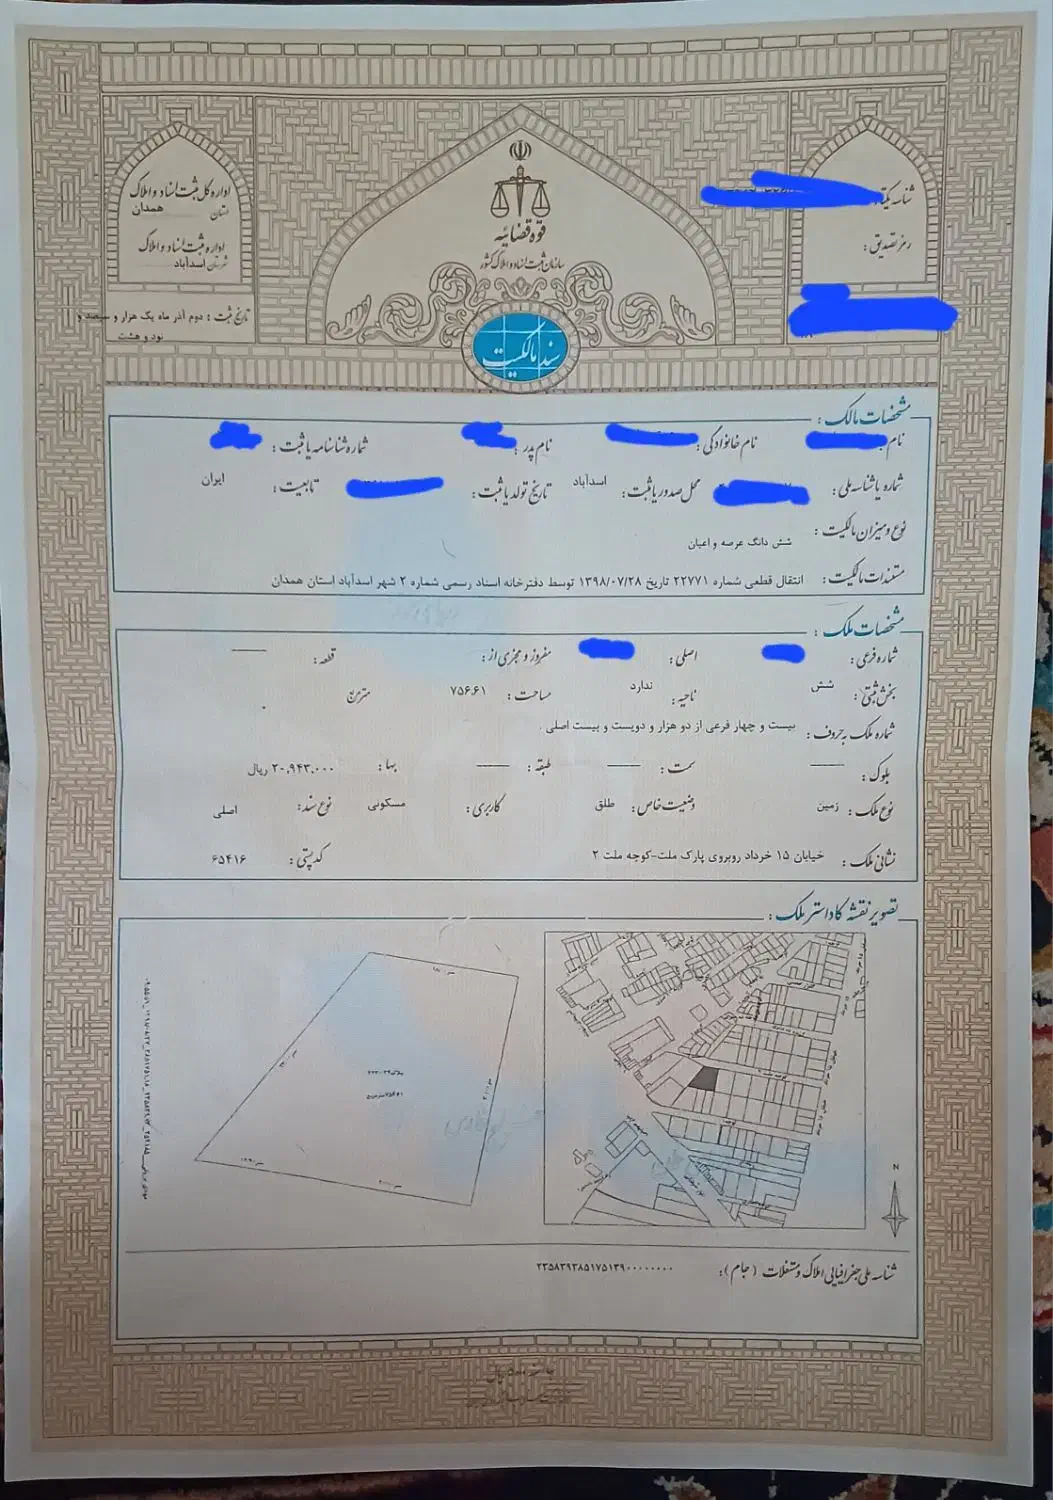 اداره کل ثبت اسناد و املاک
استان همدان
اداره ثبت اسناد و املاک
شهرستان اسدآباد
تاریخ ثبت : دوم آذر ماه یک هزار و سیصد و
نود و هشت
قوه قضائیه
سازمان ثبت اسناد و املاک کشور
سند مالکیت
شناسه یکتا
رمز تصدیق :
مشخصات مالک :
نام نام خانوادگی : نام پدر : شماره شناسنامه یا ثبت :
شماره یا شناسه ملی : محل صدور یا ثبت : اسدآباد تاریخ تولد یا ثبت : تابعیت : ایران
نوع و میزان مالکیت : شش دانگ عرصه و اعیان
مستندات مالکیت : انتقال قطعی شماره ۲۲۷۷۱ تاریخ ۱۳۹۸/۰۷/۲۸ توسط دفترخانه اسناد رسمی شماره ۲ شهر اسدآباد استان همدان
مشخصات ملک :
شماره فرعی : اصلی : مفروز و مجزی از : قطعه :
بخش ثبتی : شش ناحیه : ندارد مساحت : ۷۵۶.۶۱ متر مربع
شماره ملک به حروف : بیست و چهار فرعی از دو هزار و دویست و بیست اصلی .
بلوک : سمت : طبقه : بها : ۲۰,۹۴۳,۰۰۰ ریال
نوع ملک : زمین وضعیت خاص : طلق کاربری : مسکونی نوع سند : اصلی
نشانی ملک : خیابان ۱۵ خرداد روبروی پارک ملت-کوچه ملت ۲ کدپستی : ۶۵۴۱۶
تصویر نقشه کاداستر ملک :
N
شناسه ملی جغرافیایی املاک و مستغلات (جام) :